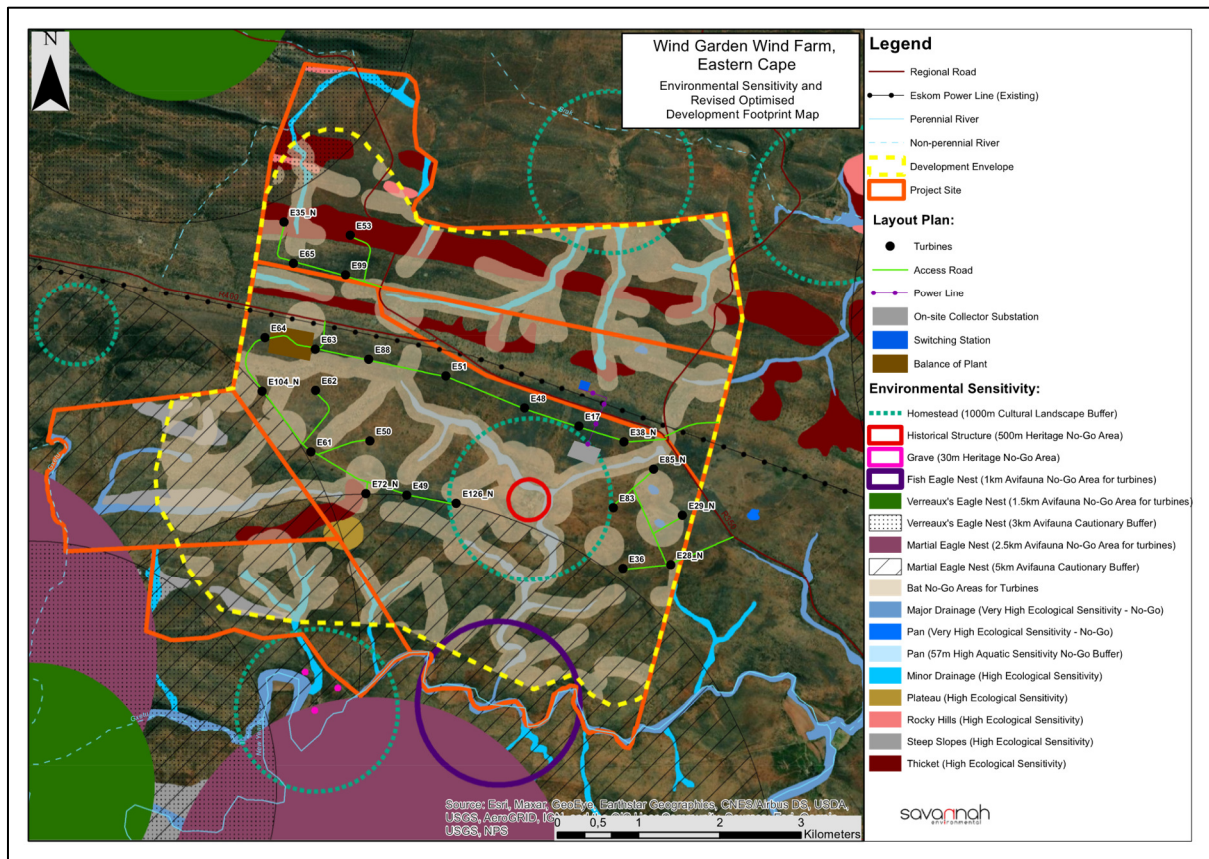 N
Wind Garden Wind Farm,
Eastern Cape
Environmental Sensitivity and
Revised Optimised
Development Footprint Map
E35_N
E53
E65
E99
E64
E63
E88
E51
E104_N
E62
E48
E17
E38_N
E50
E61
E85_N
E72_N
E49
E126_N
E83
E29_N
E36
E28_N
Source: Esri, Maxar, GeoEye, Earthstar Geographics, CNES/Airbus DS, USDA,
USGS, AeroGRID, IGN
USGS, NPS
0 0,5 1 2 3
Kilometers
Legend
Regional Road
Eskom Power Line (Existing)
Perennial River
Non-perennial River
Development Envelope
Project Site
Layout Plan:
Turbines
Access Road
Power Line
On-site Collector Substation
Switching Station
Balance of Plant
Environmental Sensitivity:
Homestead (1000m Cultural Landscape Buffer)
Historical Structure (500m Heritage No-Go Area)
Grave (30m Heritage No-Go Area)
Fish Eagle Nest (1km Avifauna No-Go Area for turbines)
Verreaux's Eagle Nest (1.5km Avifauna No-Go Area for turbines)
Verreaux's Eagle Nest (3km Avifauna Cautionary Buffer)
Martial Eagle Nest (2.5km Avifauna No-Go Area for turbines)
Martial Eagle Nest (5km Avifauna Cautionary Buffer)
Bat No-Go Areas for Turbines
Major Drainage (Very High Ecological Sensitivity - No-Go)
Pan (Very High Ecological Sensitivity - No-Go)
Pan (57m High Aquatic Sensitivity No-Go Buffer)
Minor Drainage (High Ecological Sensitivity)
Plateau (High Ecological Sensitivity)
Rocky Hills (High Ecological Sensitivity)
Steep Slopes (High Ecological Sensitivity)
Thicket (High Ecological Sensitivity)
savannah
environmental